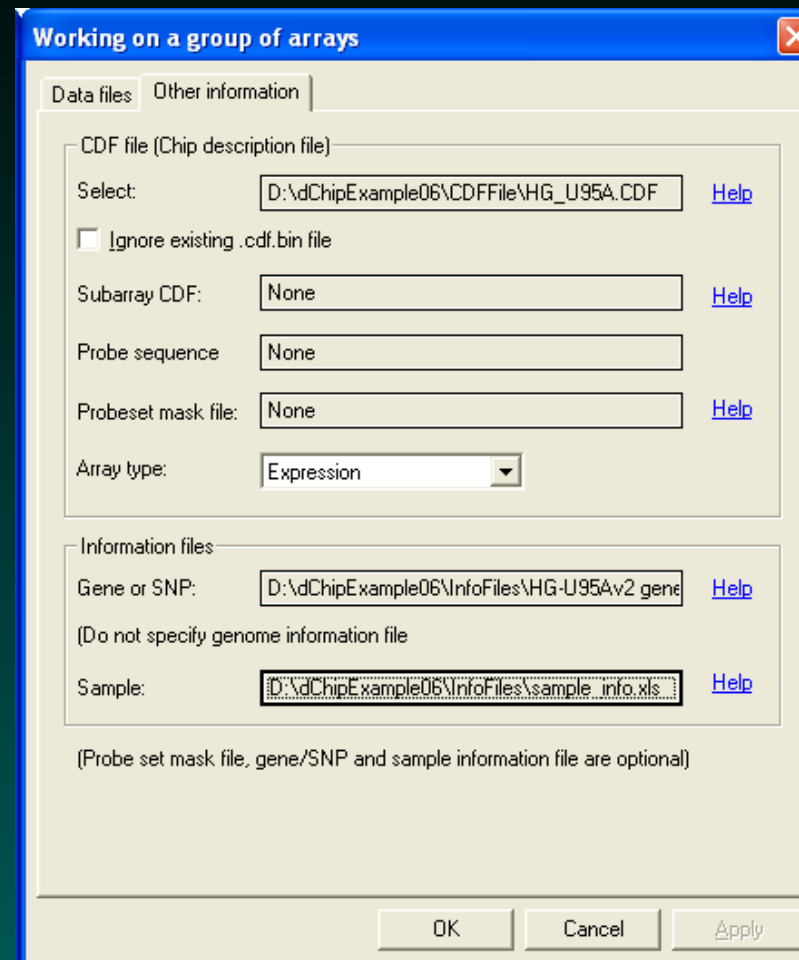 Working on a group of arrays
Data files Other information
CDF file (Chip description file)
Select: D:\dChipExample06\CDFFile\HG_U95A.CDF Help
Ignore existing .cdf.bin file
Subarray CDF: None Help
Probe sequence None
Probeset mask file: None Help
Array type: Expression
Information files
Gene or SNP: D:\dChipExample06\InfoFiles\HG-U95Av2 gene Help
(Do not specify genome information file
Sample: D:\dChipExample06\InfoFiles\sample_info.xls Help
(Probe set mask file, gene/SNP and sample information file are optional)
OK Cancel Apply